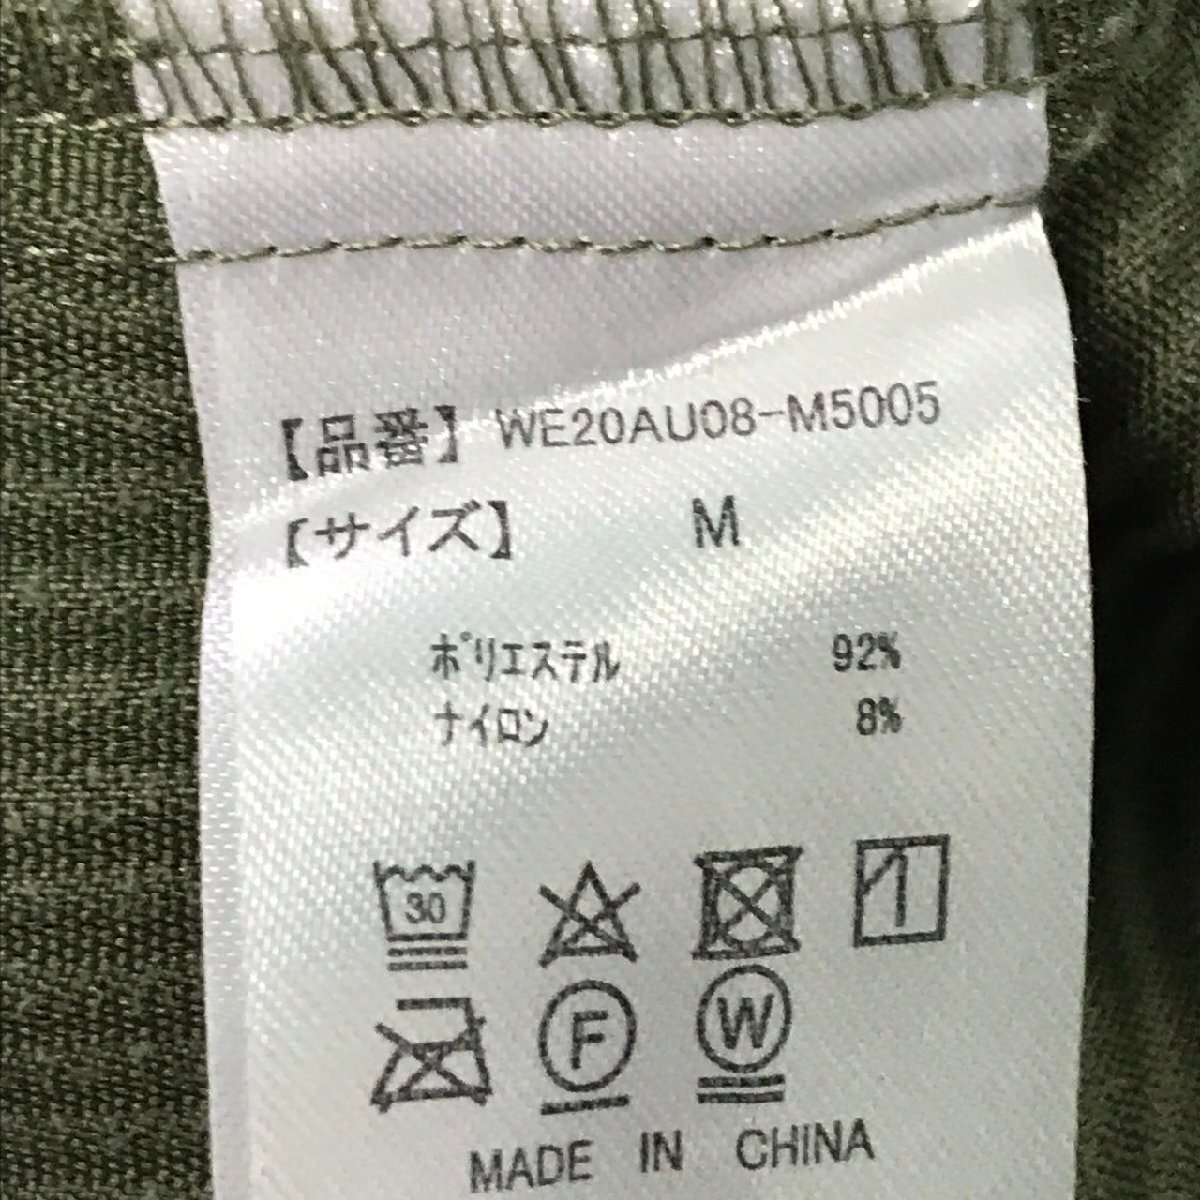 【品番】 WE20AU08-M5005
【サイズ】 M
ポリエステル 92%
ナイロン 8%
30
F W
MADE IN CHINA